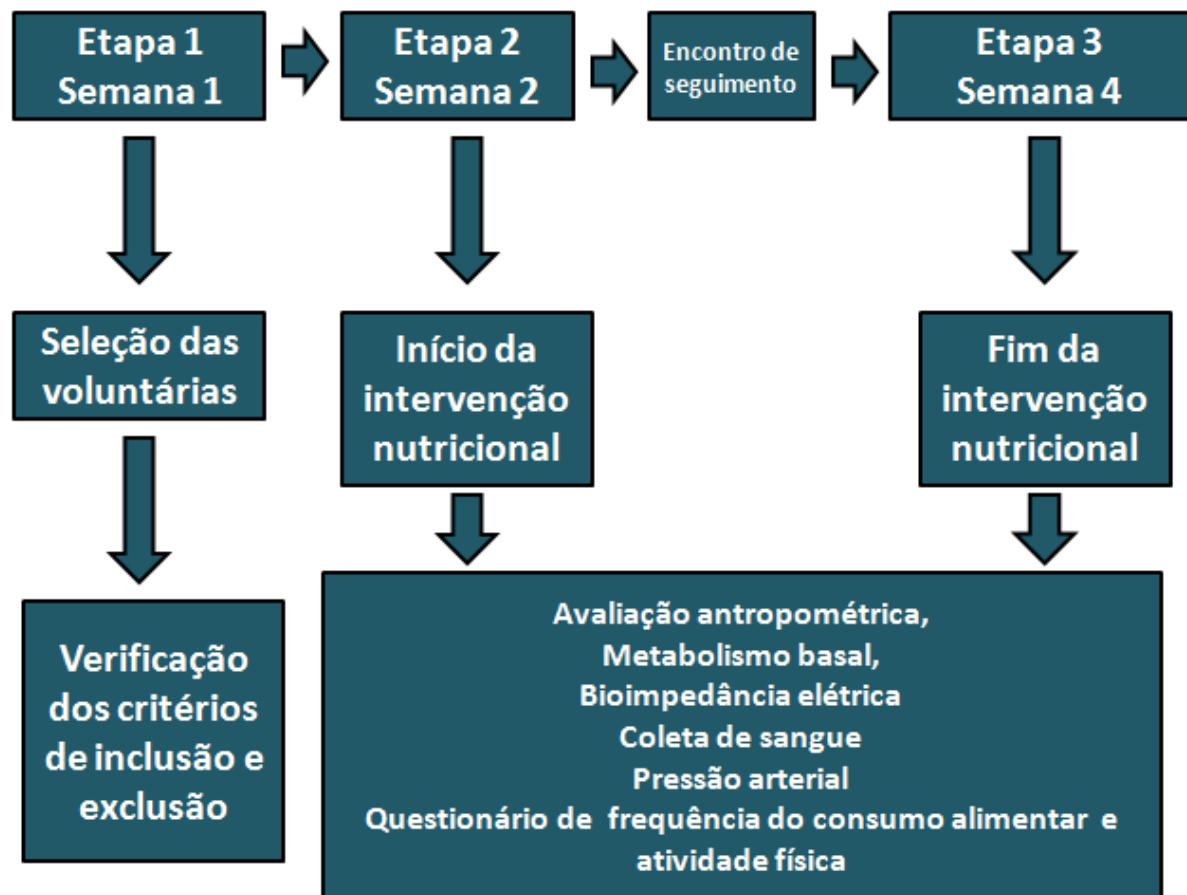 Etapa 1
Semana 1
Etapa 2
Semana 2
Encontro de
seguimento
Etapa 3
Semana 4
Seleção das
voluntárias
Início da
intervenção
nutricional
Fim da
intervenção
nutricional
Verificação
dos critérios
de inclusão e
exclusão
Avaliação antropométrica,
Metabolismo basal,
Bioimpedância elétrica
Coleta de sangue
Pressão arterial
Questionário de frequência do consumo alimentar e
atividade física